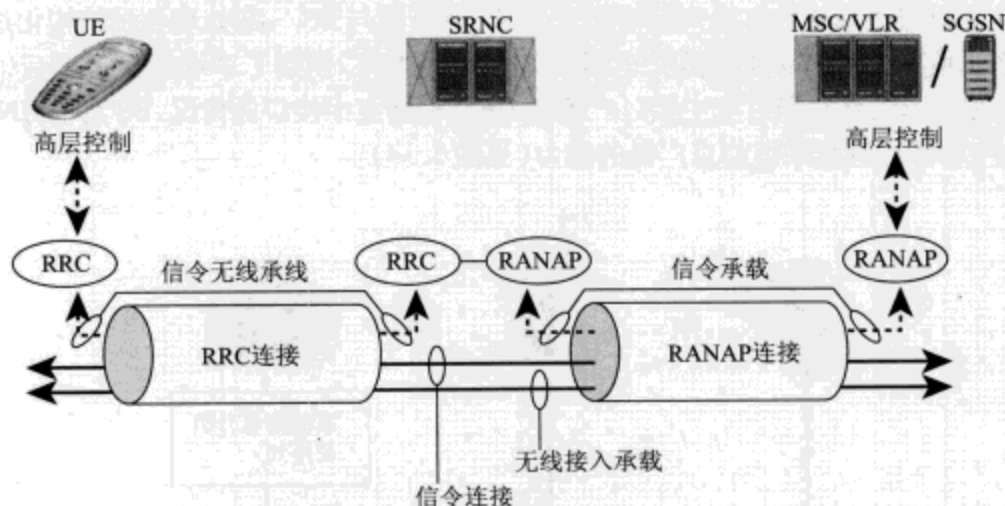 UE
SRNC
MSC/VLR
SGSN
高层控制
高层控制
RRC
信令无线承线
RRC
RANAP
信令承载
RANAP
RRC连接
RANAP连接
无线接入承载
信令连接